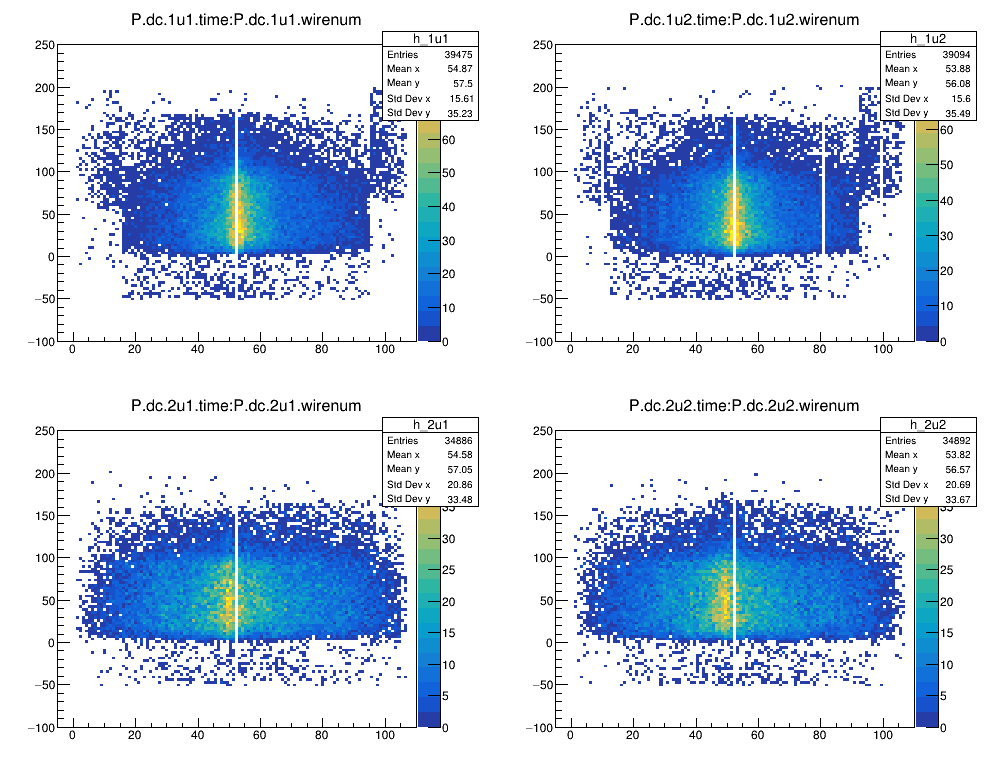 P.dc.1u1.time:P.dc.1u1.wirenum
h_1u1
Entries 39475
Mean x 54.87
Mean y 57.5
Std Dev x 15.61
Std Dev y 35.23
250
200
150
100
50
0
−50
−100
0 20 40 60 80 100
60
50
40
30
20
10
0
P.dc.1u2.time:P.dc.1u2.wirenum
h_1u2
Entries 39094
Mean x 53.88
Mean y 56.08
Std Dev x 15.6
Std Dev y 35.49
250
200
150
100
50
0
−50
−100
0 20 40 60 80 100
60
50
40
30
20
10
0
P.dc.2u1.time:P.dc.2u1.wirenum
h_2u1
Entries 34886
Mean x 54.58
Mean y 57.05
Std Dev x 20.86
Std Dev y 33.48
250
200
150
100
50
0
−50
−100
0 20 40 60 80 100
35
30
25
20
15
10
5
0
P.dc.2u2.time:P.dc.2u2.wirenum
h_2u2
Entries 34892
Mean x 53.82
Mean y 56.57
Std Dev x 20.69
Std Dev y 33.67
250
200
150
100
50
0
−50
−100
0 20 40 60 80 100
35
30
25
20
15
10
5
0